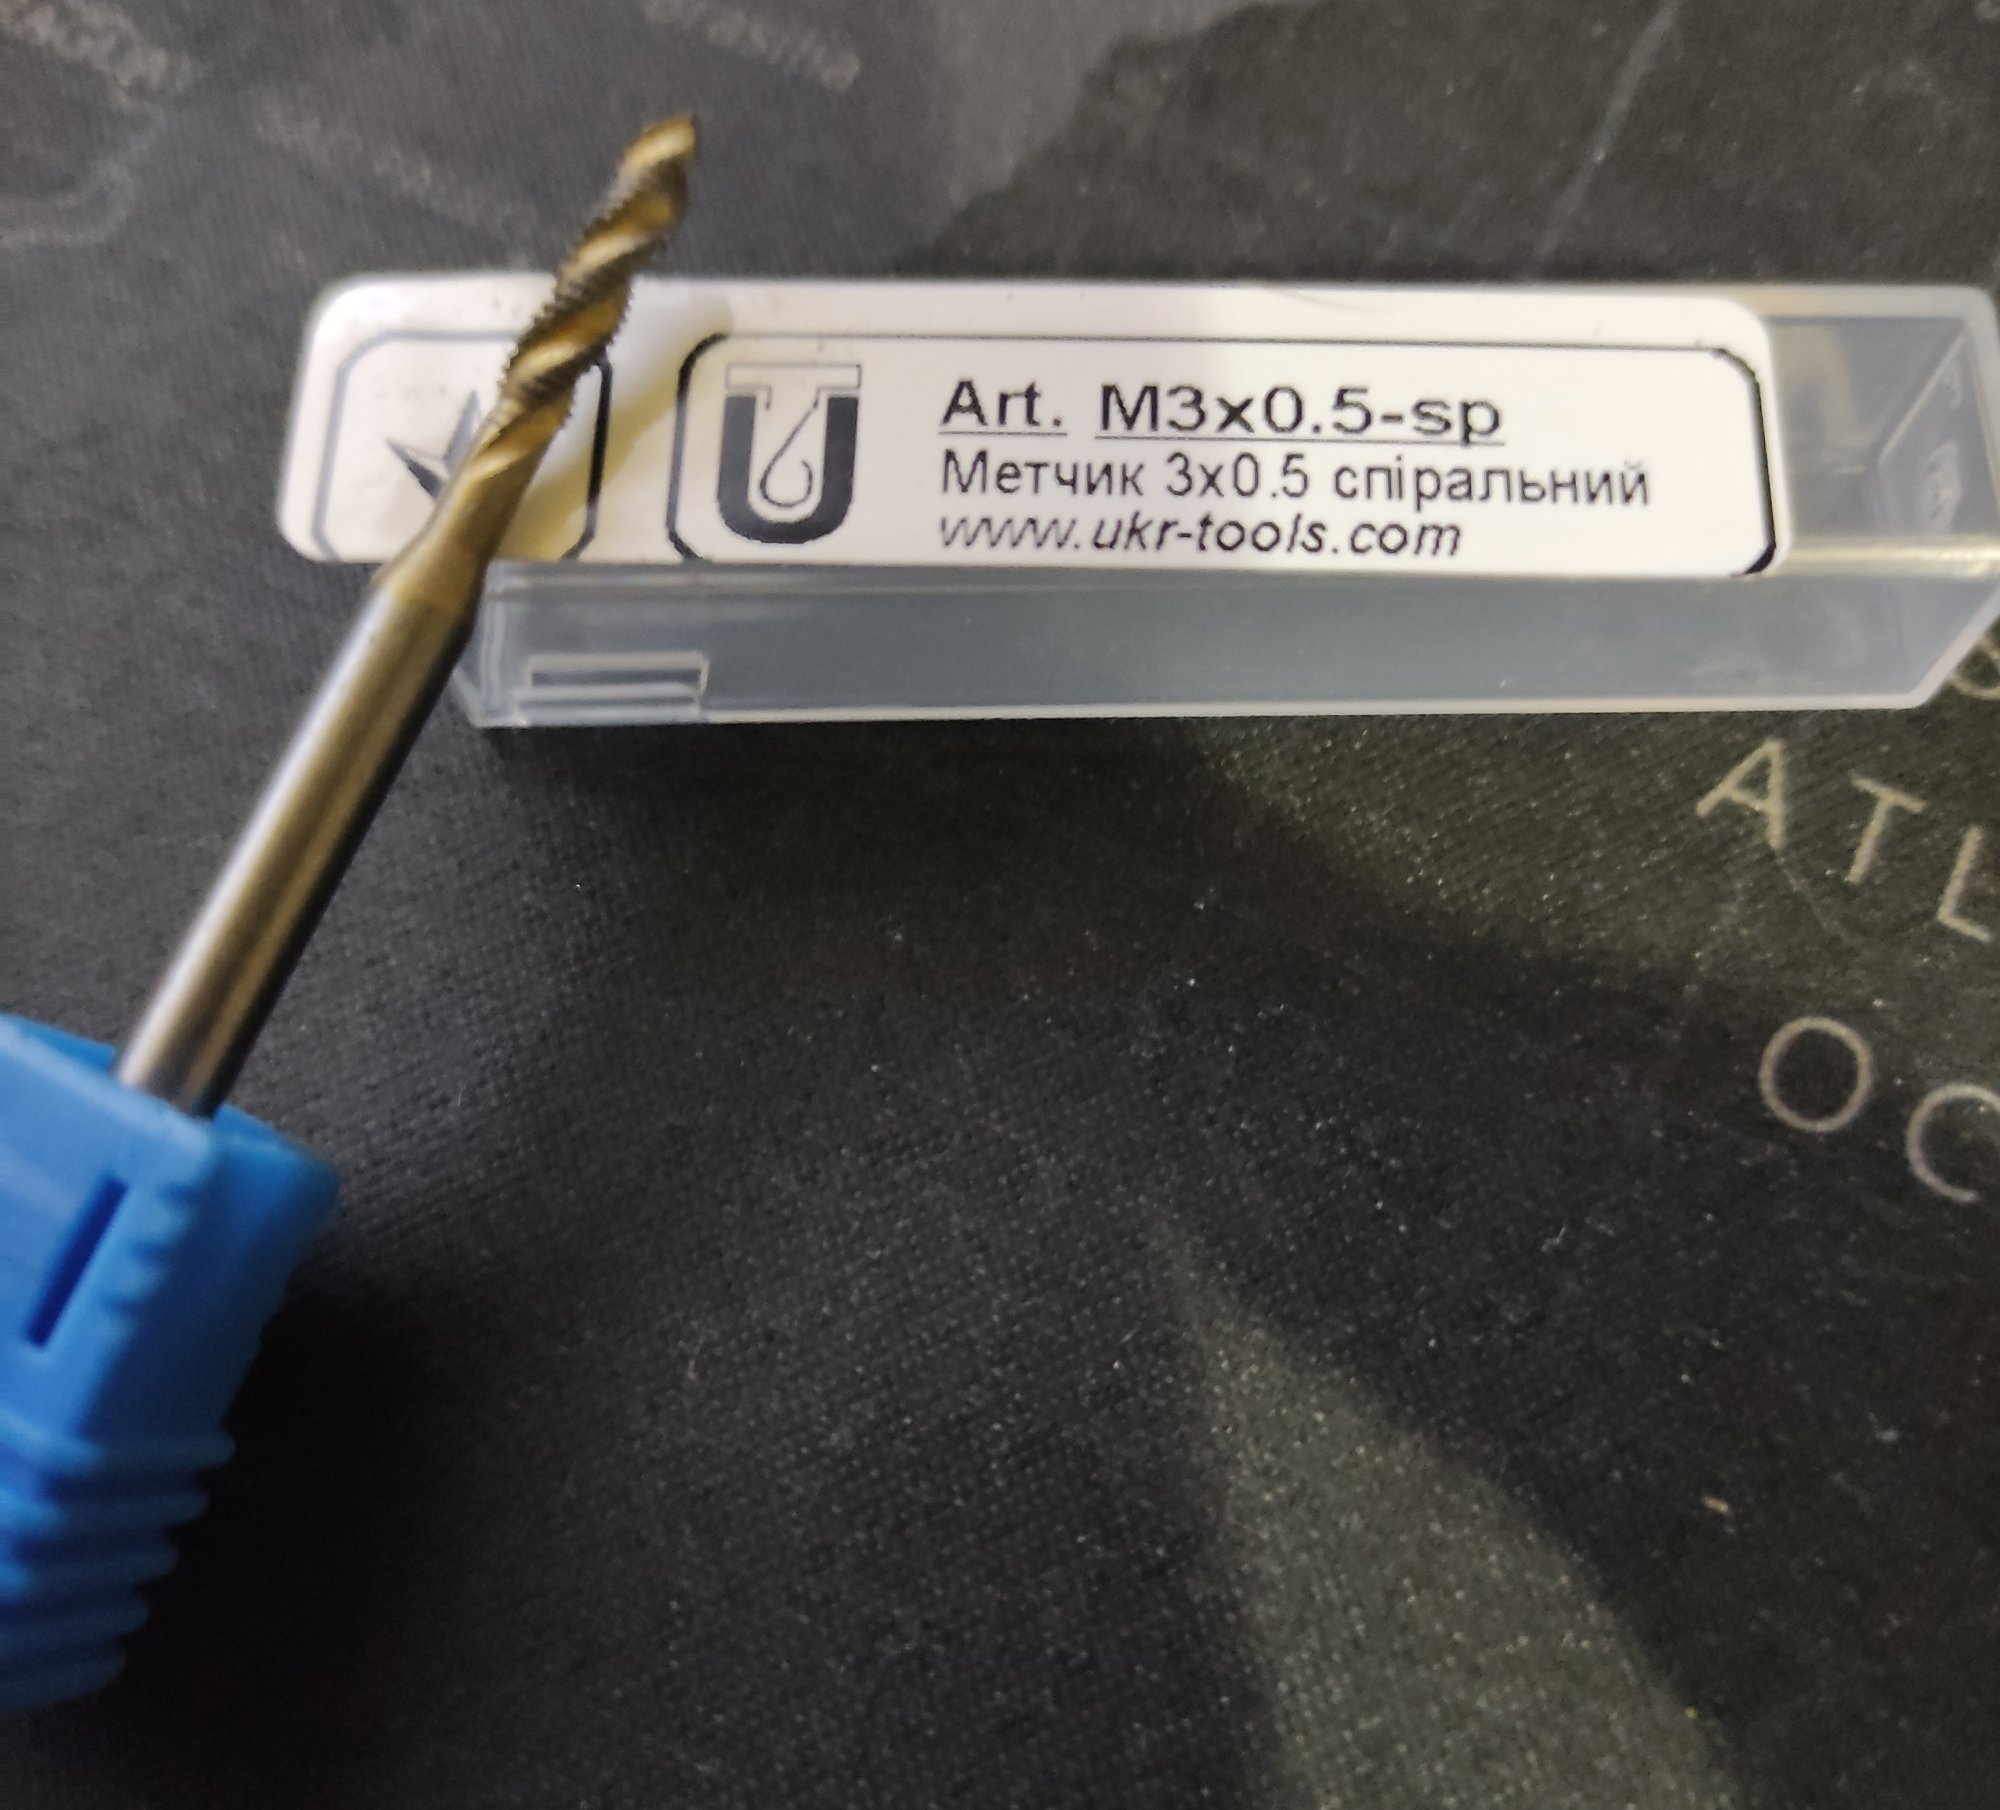 Art. M3x0.5-sp
Метчик 3x0.5 спіральний
www.ukr-tools.com
ATL
OC